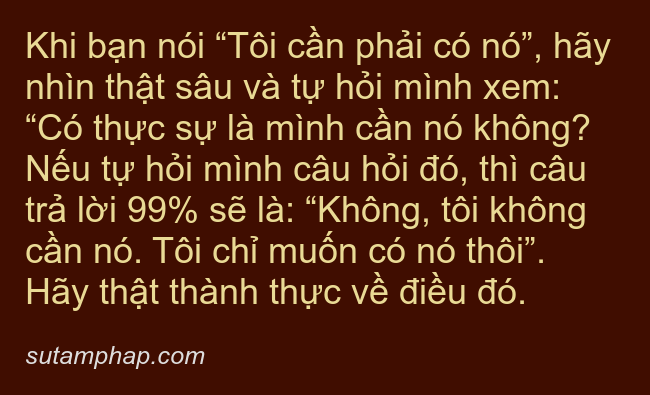 Khi bạn nói “Tôi cần phải có nó”, hãy
nhìn thật sâu và tự hỏi mình xem:
“Có thực sự là mình cần nó không?
Nếu tự hỏi mình câu hỏi đó, thì câu
trả lời 99% sẽ là: “Không, tôi không
cần nó. Tôi chỉ muốn có nó thôi”.
Hãy thật thành thực về điều đó.
sutamphap.com